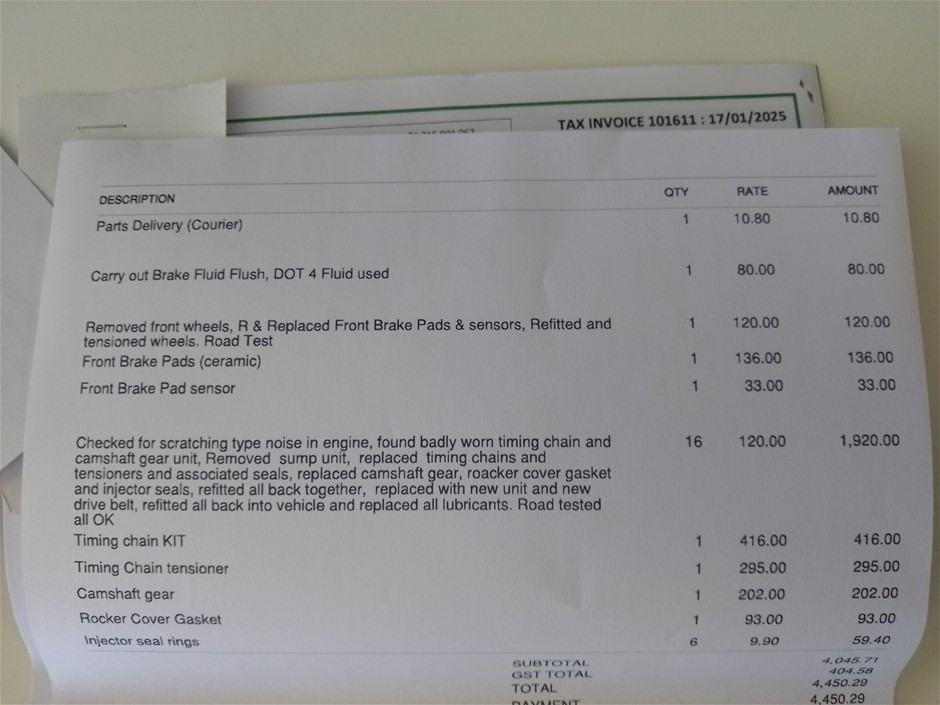 TAX INVOICE 101611 : 17/01/2025
DESCRIPTION QTY RATE AMOUNT
Parts Delivery (Courier) 1 10.80 10.80
Carry out Brake Fluid Flush, DOT 4 Fluid used 1 80.00 80.00
Removed front wheels, R & Replaced Front Brake Pads & sensors, Refitted and 1 120.00 120.00
tensioned wheels. Road Test
Front Brake Pads (ceramic) 1 136.00 136.00
Front Brake Pad sensor 1 33.00 33.00
Checked for scratching type noise in engine, found badly worn timing chain and 16 120.00 1,920.00
camshaft gear unit, Removed sump unit, replaced timing chains and
tensioners and associated seals, replaced camshaft gear, roacker cover gasket
and injector seals, refitted all back together, replaced with new unit and new
drive belt, refitted all back into vehicle and replaced all lubricants. Road tested
all OK
Timing chain KIT 1 416.00 416.00
Timing Chain tensioner 1 295.00 295.00
Camshaft gear 1 202.00 202.00
Rocker Cover Gasket 1 93.00 93.00
Injector seal rings 6 9.90 59.40
SUBTOTAL 4,045.71
GST TOTAL 404.58
TOTAL 4,450.29
PAYMENT 4,450.29